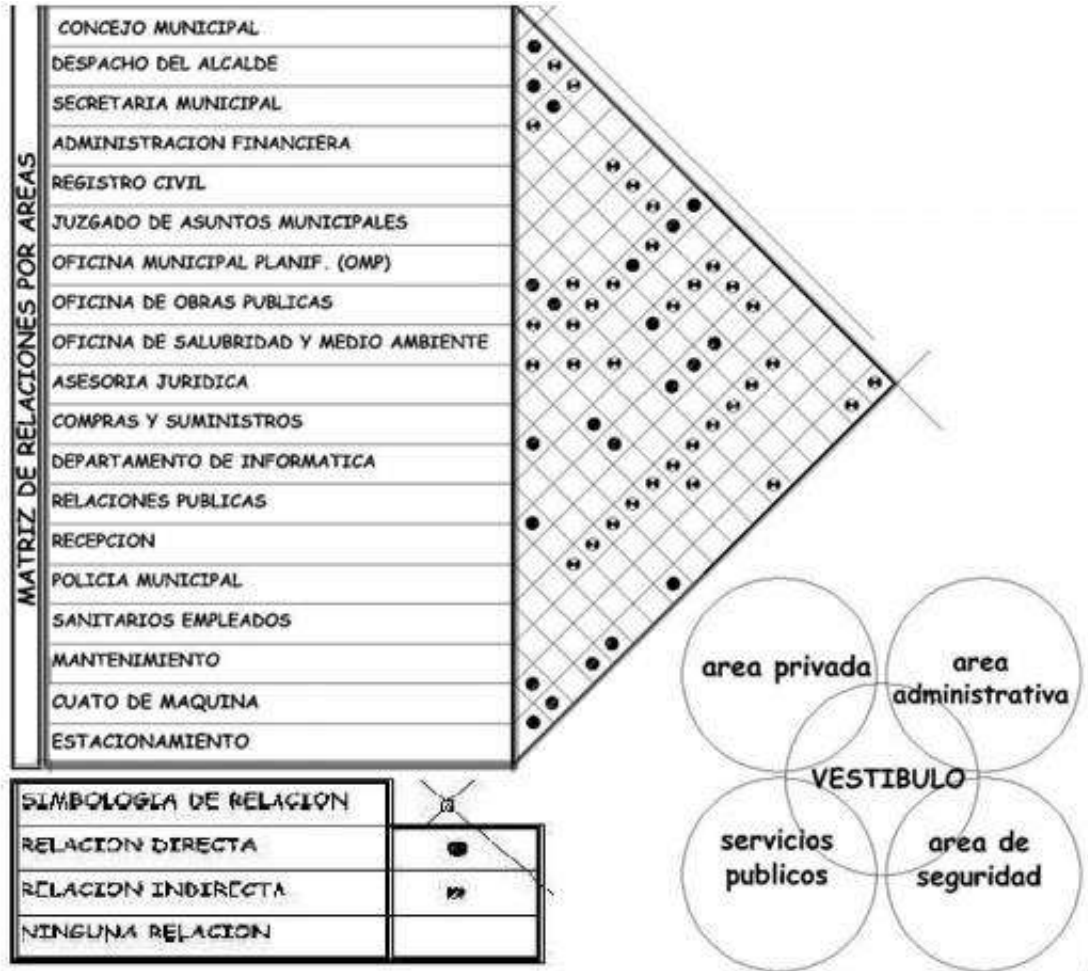 MATRIZ DE RELACIONES POR AREAS
CONCEJO MUNICIPAL
DESPACHO DEL ALCALDE
SECRETARIA MUNICIPAL
ADMINISTRACION FINANCIERA
REGISTRO CIVIL
JUZGADO DE ASUNTOS MUNICIPALES
OFICINA MUNICIPAL PLANIF. (OMP)
OFICINA DE OBRAS PUBLICAS
OFICINA DE SALUBRIDAD Y MEDIO AMBIENTE
ASESORIA JURIDICA
COMPRAS Y SUMINISTROS
DEPARTAMENTO DE INFORMATICA
RELACIONES PUBLICAS
RECEPCION
POLICIA MUNICIPAL
SANITARIOS EMPLEADOS
MANTENIMIENTO
CUATO DE MAQUINA
ESTACIONAMIENTO
SIMBOLOGIA DE RELACION
RELACION DIRECTA
RELACION INDIRECTA
NINGUNA RELACION
area privada
area
administrativa
VESTIBULO
servicios
publicos
area de
seguridad